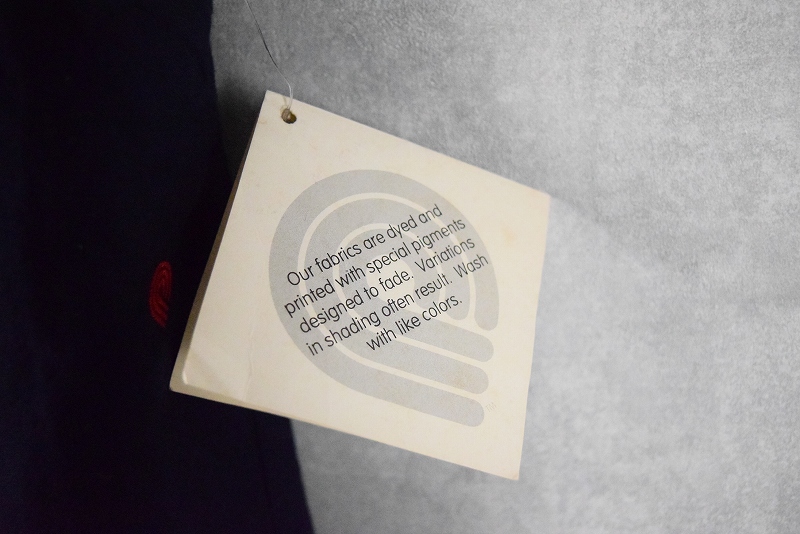 Our fabrics are dyed and
printed with special pigments
designed to fade. Variations
in shading often result. Wash
with like colors.